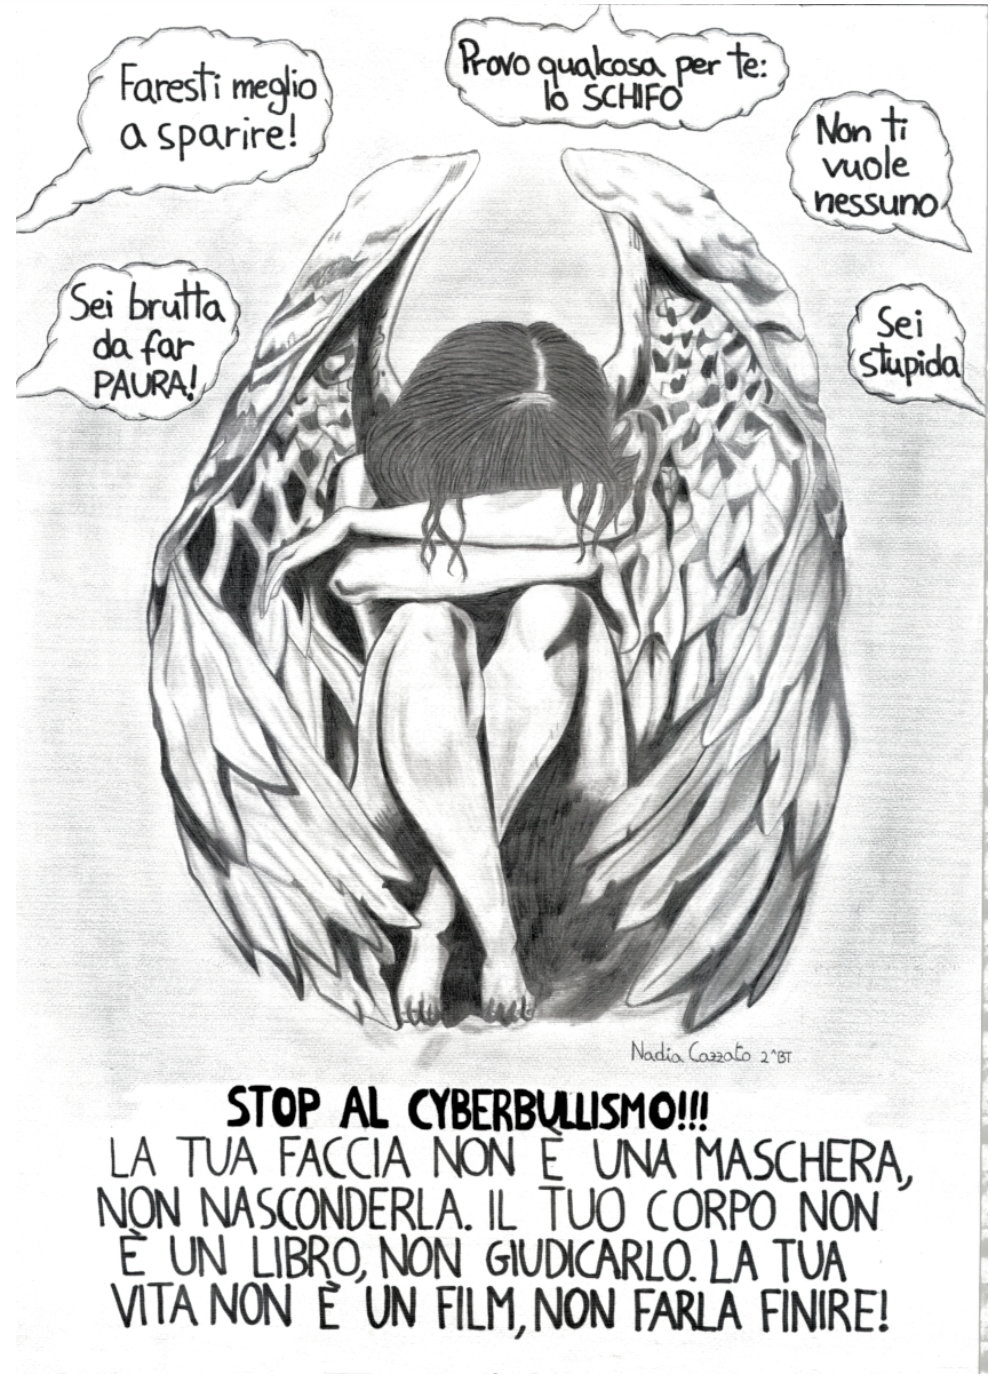 Faresti meglio
a sparire!
Provo qualcosa per te:
lo SCHIFO
Non ti
vuole
nessuno
Sei brutta
da far
PAURA!
Sei
stupida
Nadia Cazzato 2^BT
STOP AL CYBERBULLISMO!!!
LA TUA FACCIA NON È UNA MASCHERA,
NON NASCONDERLA. IL TUO CORPO NON
È UN LIBRO, NON GIUDICARLO. LA TUA
VITA NON È UN FILM, NON FARLA FINIRE!